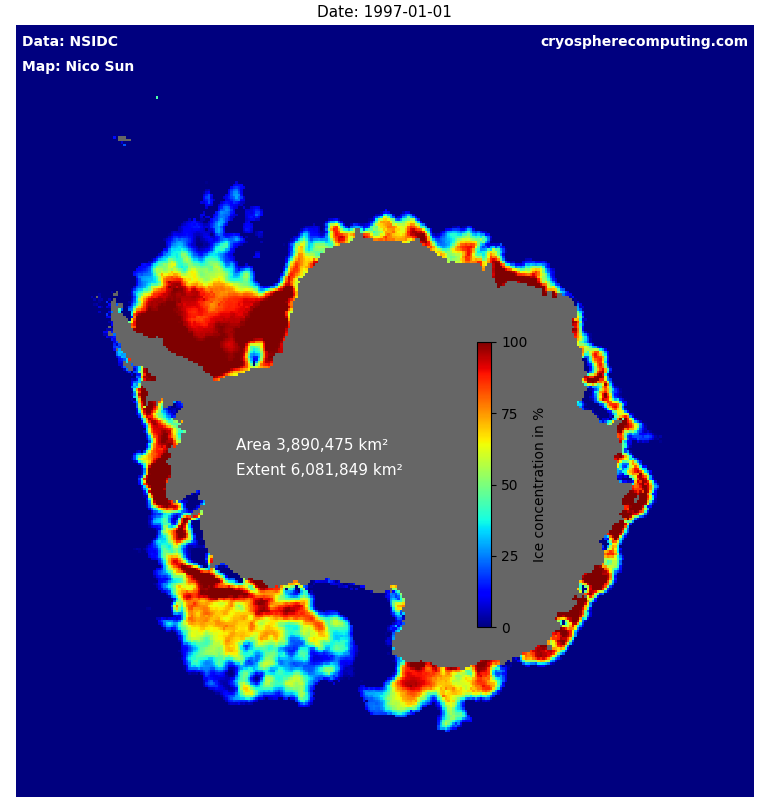 Date: 1997-01-01
Data: NSIDC
cryospherecomputing.com
Map: Nico Sun
100
75
50
25
0
Ice concentration in %
Area 3,890,475 km²
Extent 6,081,849 km²